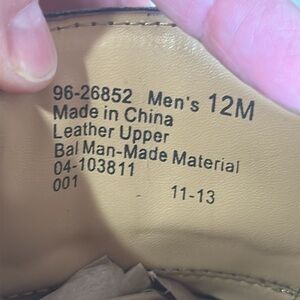 96-26852 Men's 12M
Made in China
Leather Upper
Bal Man-Made Material
04-103811
001 11-13